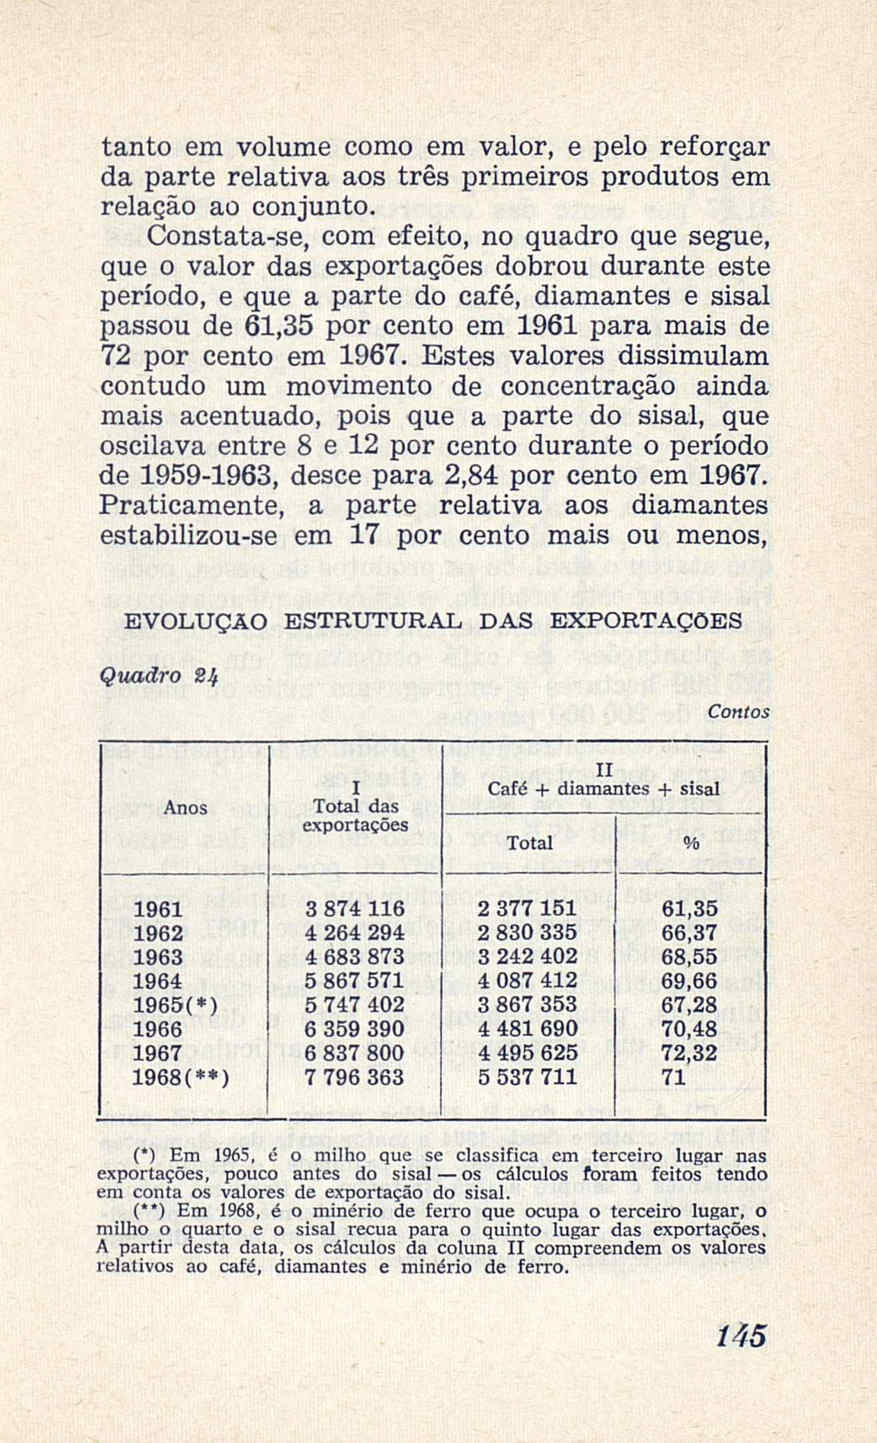 tanto em volume como em valor, e pelo reforçar
da parte relativa aos três primeiros produtos em
relação ao conjunto.
Constata-se, com efeito, no quadro que segue,
que o valor das exportações dobrou durante este
período, e que a parte do café, diamantes e sisal
passou de 61,35 por cento em 1961 para mais de
72 por cento em 1967. Estes valores dissimulam
contudo um movimento de concentração ainda
mais acentuado, pois que a parte do sisal, que
oscilava entre 8 e 12 por cento durante o período
de 1959-1963, desce para 2,84 por cento em 1967.
Praticamente, a parte relativa aos diamantes
estabilizou-se em 17 por cento mais ou menos,
EVOLUÇÃO ESTRUTURAL DAS EXPORTAÇÕES
Quadro 24
Contos
Anos
I
Total das
exportações
II
Café + diamantes + sisal
Total %
1961 3 874 116 2 377 151 61,35
1962 4 264 294 2 830 335 66,37
1963 4 683 873 3 242 402 68,55
1964 5 867 571 4 087 412 69,66
1965(*) 5 747 402 3 867 353 67,28
1966 6 359 390 4 481 690 70,48
1967 6 837 800 4 495 625 72,32
1968(**) 7 796 363 5 537 711 71
(*) Em 1965, é o milho que se classifica em terceiro lugar nas
exportações, pouco antes do sisal — os cálculos foram feitos tendo
em conta os valores de exportação do sisal.
(**) Em 1968, é o minério de ferro que ocupa o terceiro lugar, o
milho o quarto e o sisal recua para o quinto lugar das exportações.
A partir desta data, os cálculos da coluna II compreendem os valores
relativos ao café, diamantes e minério de ferro.
145